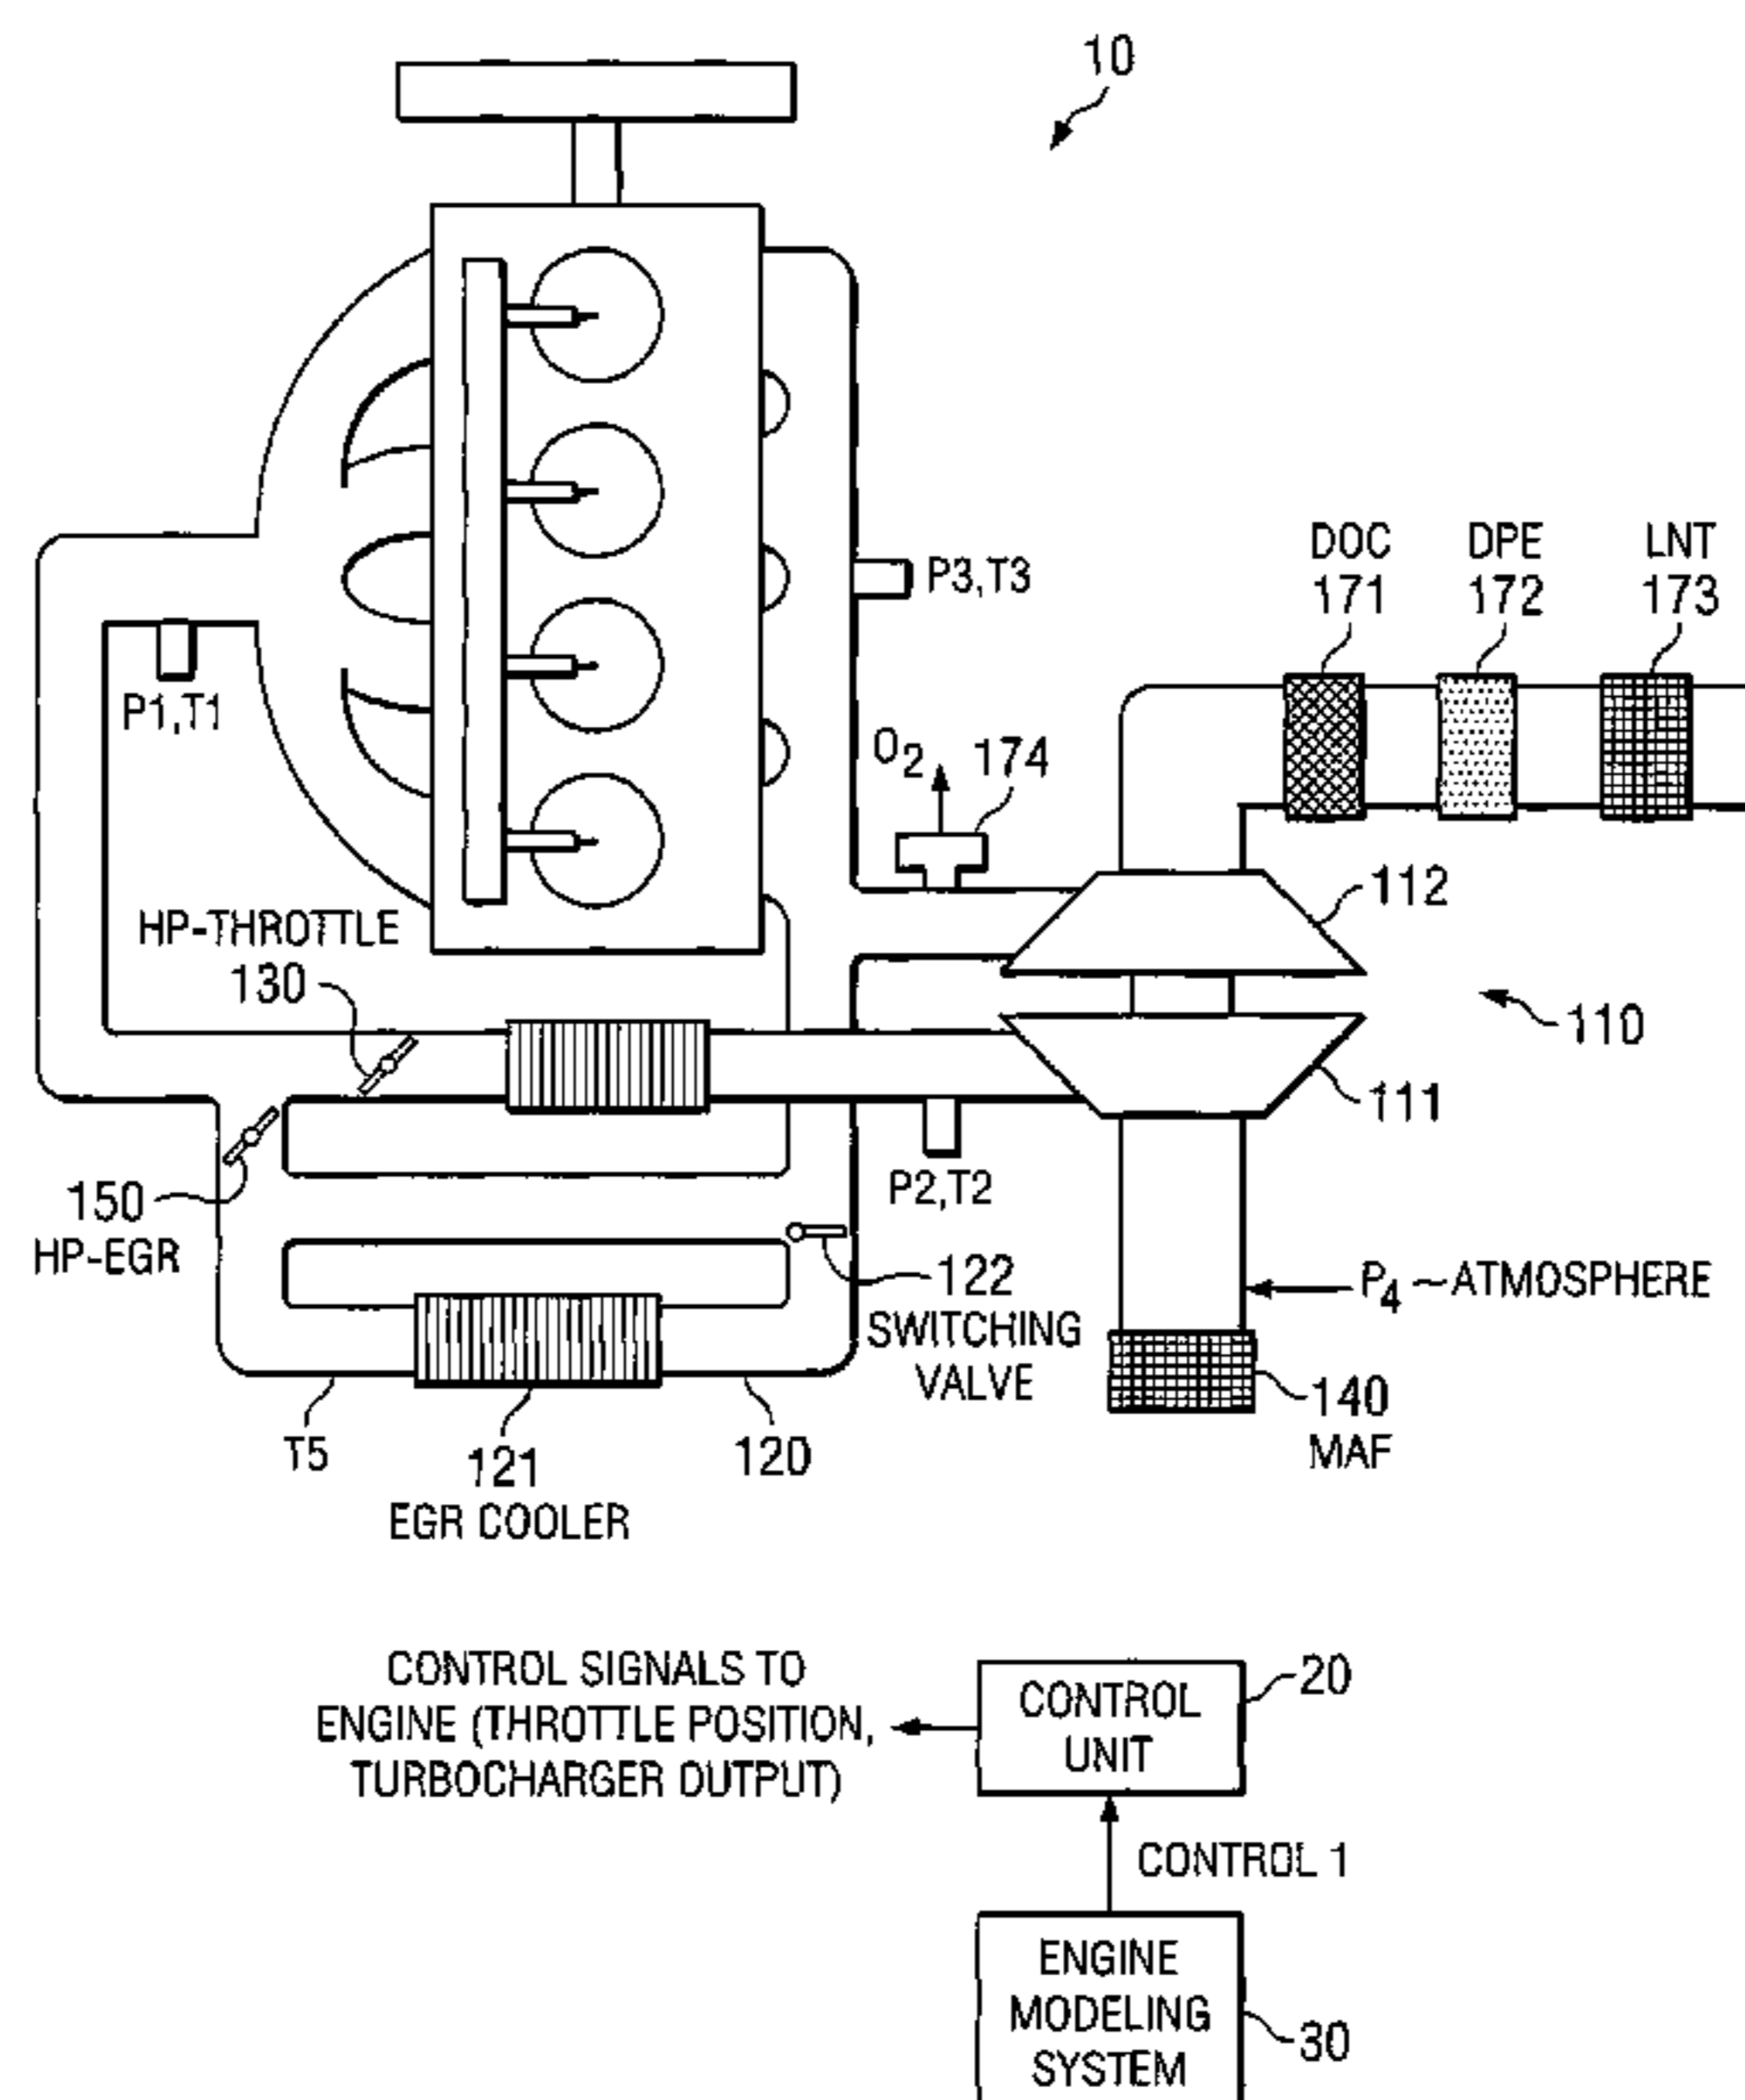 10
DOC
171
DPE
172
LNT
173
P3,T3
P1,T1
O2
174
112
HP-THROTTLE
130
110
111
P2,T2
150
HP-EGR
122
SWITCHING
VALVE
P4 ~ATMOSPHERE
140
MAF
T5
121
EGR COOLER
120
CONTROL SIGNALS TO
ENGINE (THROTTLE POSITION,
TURBOCHARGER OUTPUT)
CONTROL
UNIT
20
CONTROL 1
ENGINE
MODELING
SYSTEM
30